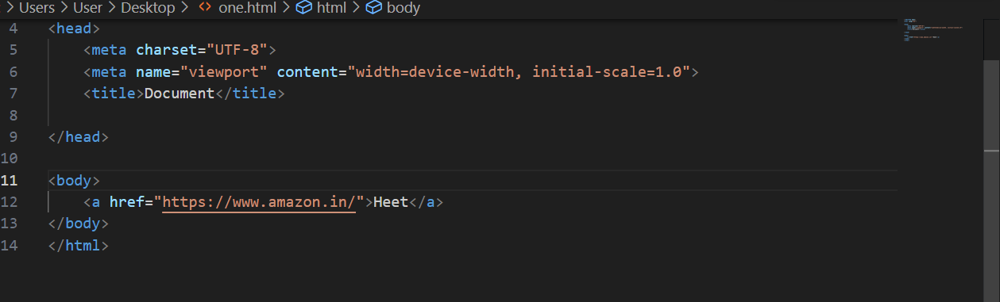 Users > User > Desktop > <> one.html > html > body
4 <head>
5     <meta charset="UTF-8">
6     <meta name="viewport" content="width=device-width, initial-scale=1.0">
7     <title>Document</title>
8
9 </head>
10
11 <body>
12     <a href="https://www.amazon.in/">Heet</a>
13 </body>
14 </html>